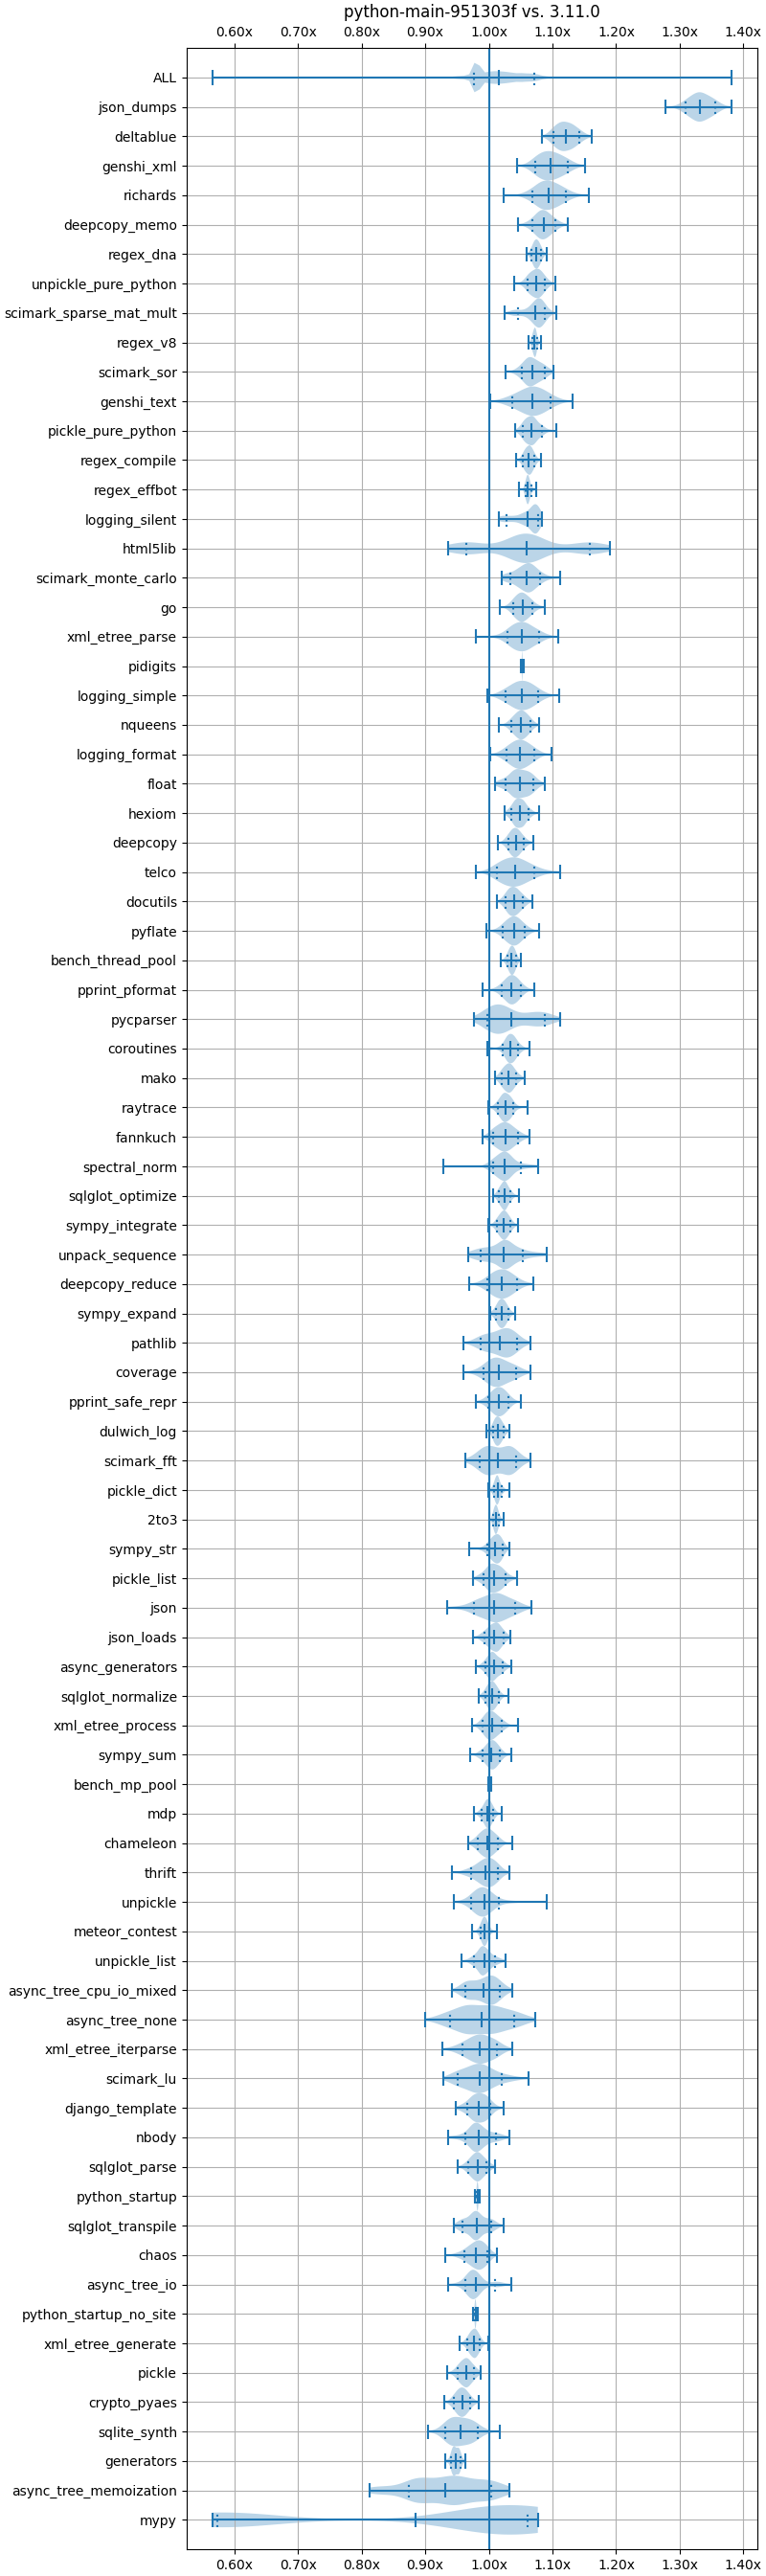 python-main-951303f vs. 3.11.0
0.60x 0.70x 0.80x 0.90x 1.00x 1.10x 1.20x 1.30x 1.40x
ALL
json_dumps
deltablue
genshi_xml
richards
deepcopy_memo
regex_dna
unpickle_pure_python
scimark_sparse_mat_mult
regex_v8
scimark_sor
genshi_text
pickle_pure_python
regex_compile
regex_effbot
logging_silent
html5lib
scimark_monte_carlo
go
xml_etree_parse
pidigits
logging_simple
nqueens
logging_format
float
hexiom
deepcopy
telco
docutils
pyflate
bench_thread_pool
pprint_pformat
pycparser
coroutines
mako
raytrace
fannkuch
spectral_norm
sqlglot_optimize
sympy_integrate
unpack_sequence
deepcopy_reduce
sympy_expand
pathlib
coverage
pprint_safe_repr
dulwich_log
scimark_fft
pickle_dict
2to3
sympy_str
pickle_list
json
json_loads
async_generators
sqlglot_normalize
xml_etree_process
sympy_sum
bench_mp_pool
mdp
chameleon
thrift
unpickle
meteor_contest
unpickle_list
async_tree_cpu_io_mixed
async_tree_none
xml_etree_iterparse
scimark_lu
django_template
nbody
sqlglot_parse
python_startup
sqlglot_transpile
chaos
async_tree_io
python_startup_no_site
xml_etree_generate
pickle
crypto_pyaes
sqlite_synth
generators
async_tree_memoization
mypy
0.60x 0.70x 0.80x 0.90x 1.00x 1.10x 1.20x 1.30x 1.40x